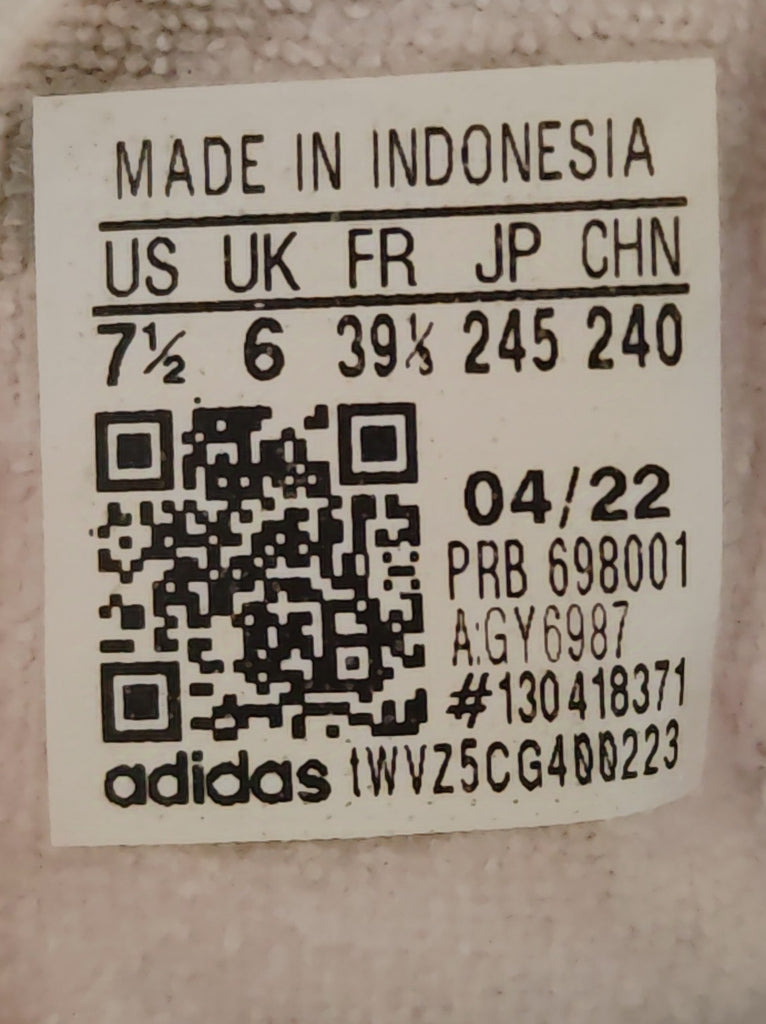 MADE IN INDONESIA
US UK FR JP CHN
7½ 6 39⅓ 245 240
04/22
PRB 698001
A:GY6987
#130418371
adidas tWVZ5CG400223